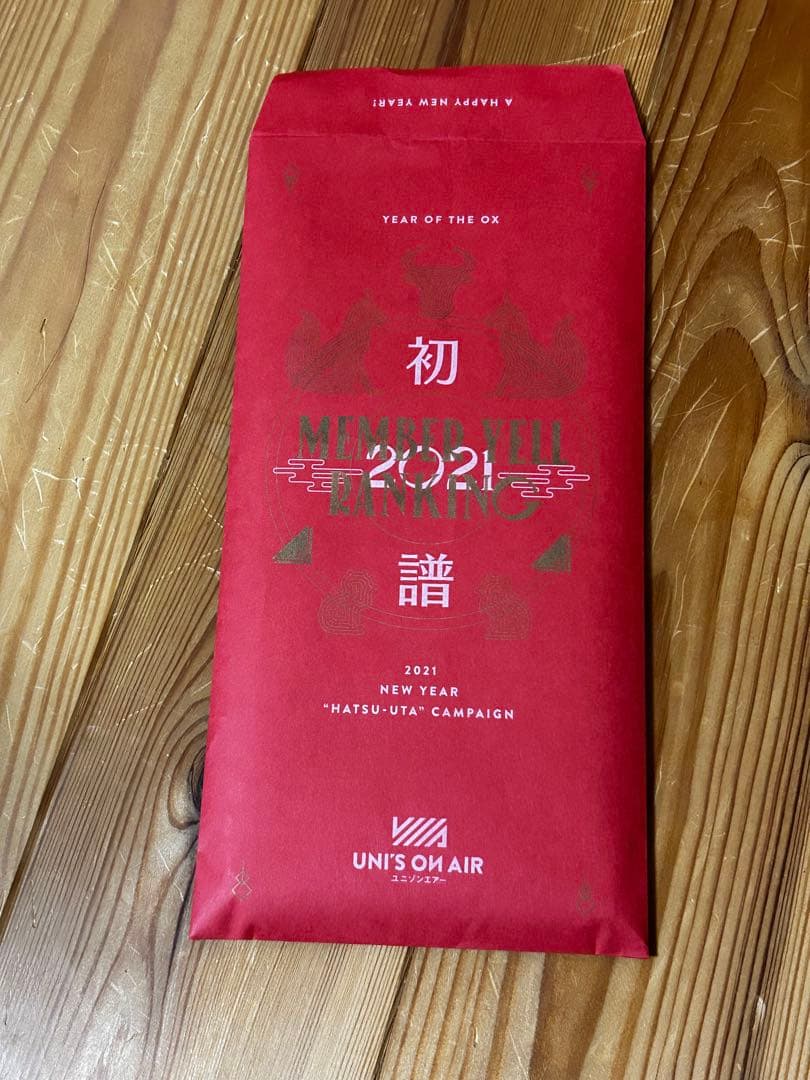 A HAPPY NEW YEAR!
YEAR OF THE OX
初
MEMBER YELL
2021
RANKING
譜
2021
NEW YEAR
“HATSU-UTA” CAMPAIGN
UNI'S ON AIR
ユニゾンエアー